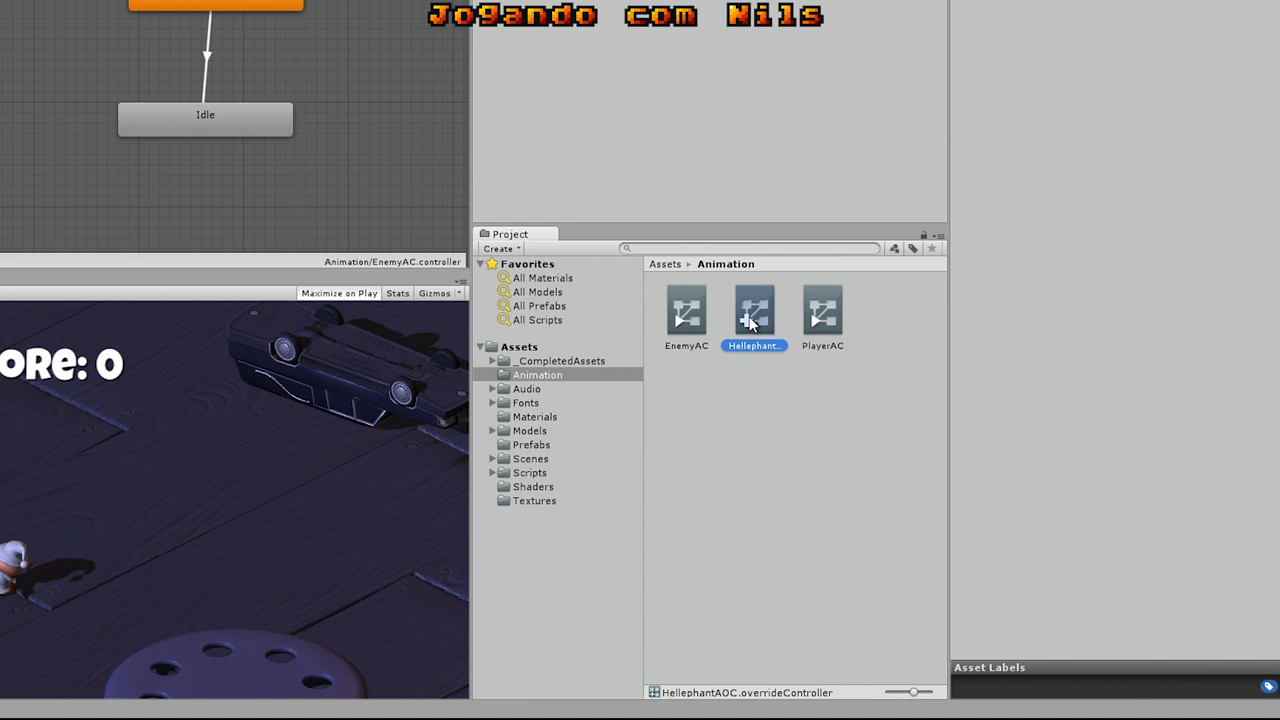 Jogando com Nils
Idle
Animation/EnemyAC.controller
Maximize on Play Stats Gizmos
ORE: 0
Project
Create
Favorites
All Materials
All Models
All Prefabs
All Scripts
Assets
_CompletedAssets
Animation
Audio
Fonts
Materials
Models
Prefabs
Scenes
Scripts
Shaders
Textures
Assets Animation
EnemyAC Hellephant... PlayerAC
HellephantAOC.overrideController
Asset Labels